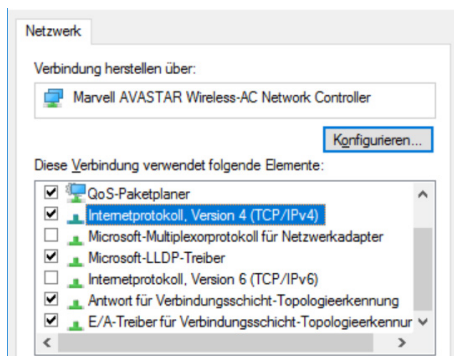 Netzwerk
Verbindung herstellen über:
Marvell AVASTAR Wireless-AC Network Controller
Konfigurieren...
Diese Verbindung verwendet folgende Elemente:
QoS-Paketplaner
Internetprotokoll, Version 4 (TCP/IPv4)
Microsoft-Multiplexorprotokoll für Netzwerkadapter
Microsoft-LLDP-Treiber
Internetprotokoll, Version 6 (TCP/IPv6)
Antwort für Verbindungsschicht-Topologieerkennung
E/A-Treiber für Verbindungsschicht-Topologieerkennur